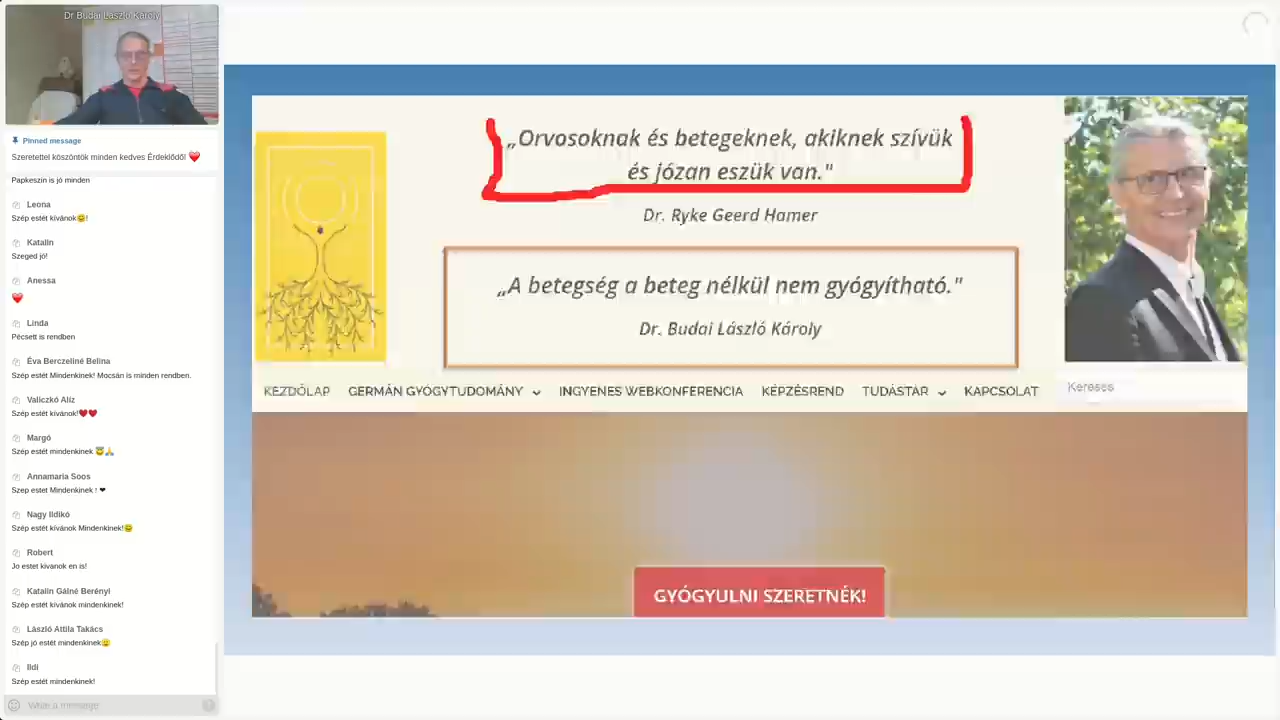 Dr Budai László Károly
Pinned message
Szeretettel köszöntök minden kedves Érdeklődőt ❤️
Papkeszin is jó minden
Leona
Szép estét kívánok😊!
Katalin
Szeged jó!
Anessa
❤️
Linda
Pécsett is rendben
Éva Berczeliné Belina
Szép estét Mindenkinek! Mocsán is minden rendben.
Valiczkó Alíz
Szép estét kívánok!❤️❤️
Margó
Szép estét mindenkinek 😇🙏
Annamaria Soos
Szep estet Mindenkinek ! ❤
Nagy Ildikó
Szép estét kívánok Mindenkinek!😊
Robert
Jo estet kivanok en is!
Katalin Gálné Berényi
Szép estét kívánok mindenkinek!
László Attila Takács
Szép jó estét mindenkinek🙂
Ildi
Szép estét mindenkinek!
Write a message
„Orvosoknak és betegeknek, akiknek szívük
és józan eszük van."
Dr. Ryke Geerd Hamer
„A betegség a beteg nélkül nem gyógyítható."
Dr. Budai László Károly
KEZDŐLAP GERMÁN GYÓGYTUDOMÁNY INGYENES WEBKONFERENCIA KÉPZÉSREND TUDÁSTÁR KAPCSOLAT Keresés
GYÓGYULNI SZERETNÉK!